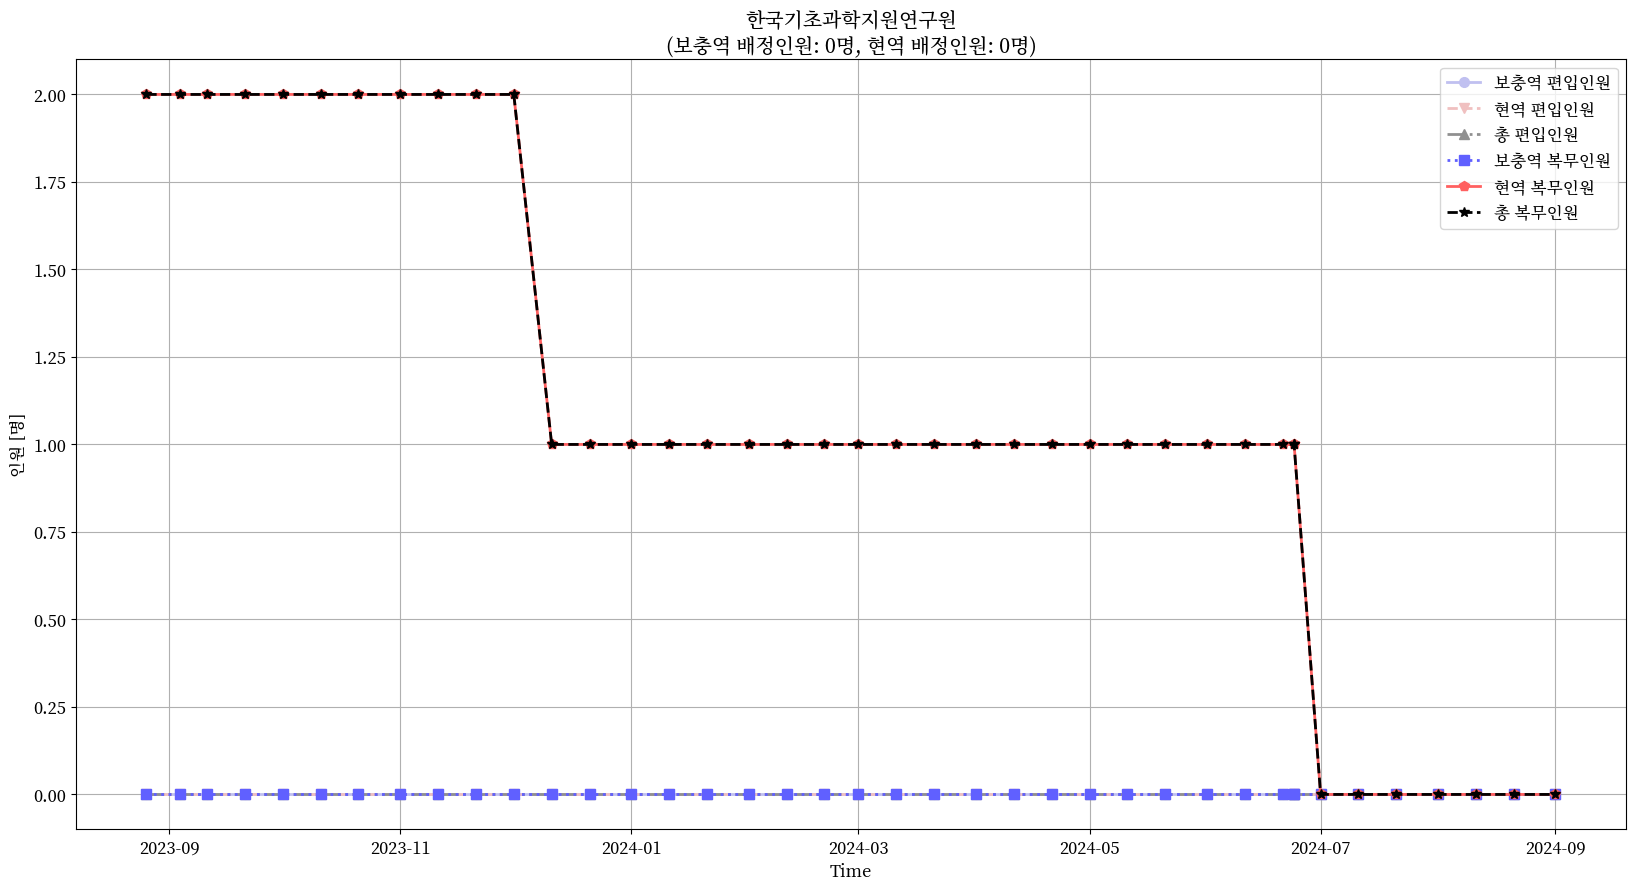 한국기초과학지원연구원
(보충역 배정인원: 0명, 현역 배정인원: 0명)
보충역 편입인원
현역 편입인원
총 편입인원
보충역 복무인원
현역 복무인원
총 복무인원
인원 [명]
2.00
1.75
1.50
1.25
1.00
0.75
0.50
0.25
0.00
2023-09
2023-11
2024-01
2024-03
2024-05
2024-07
2024-09
Time